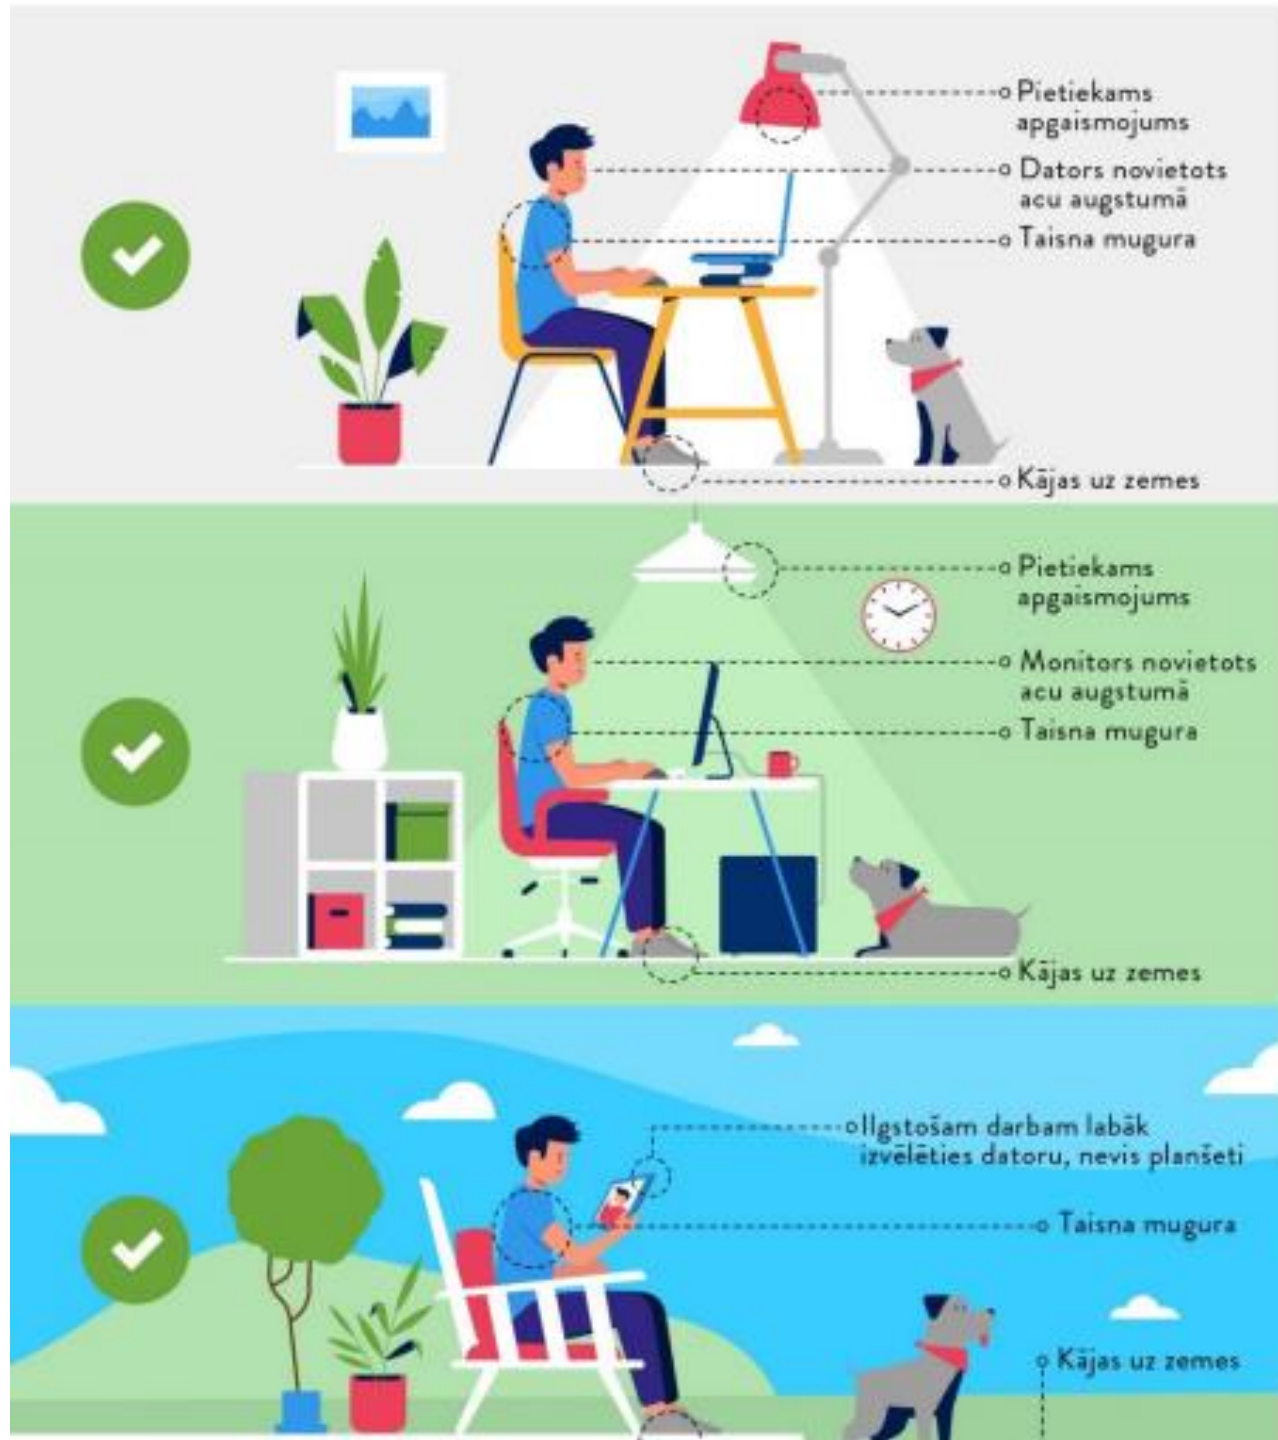 Pietiekams
apgaismojums
Dators novietots
acu augstumā
Taisna mugura
Kājas uz zemes
Pietiekams
apgaismojums
Monitors novietots
acu augstumā
Taisna mugura
Kājas uz zemes
Ilgstošam darbam labāk
izvēlēties datoru, nevis planšeti
Taisna mugura
Kājas uz zemes